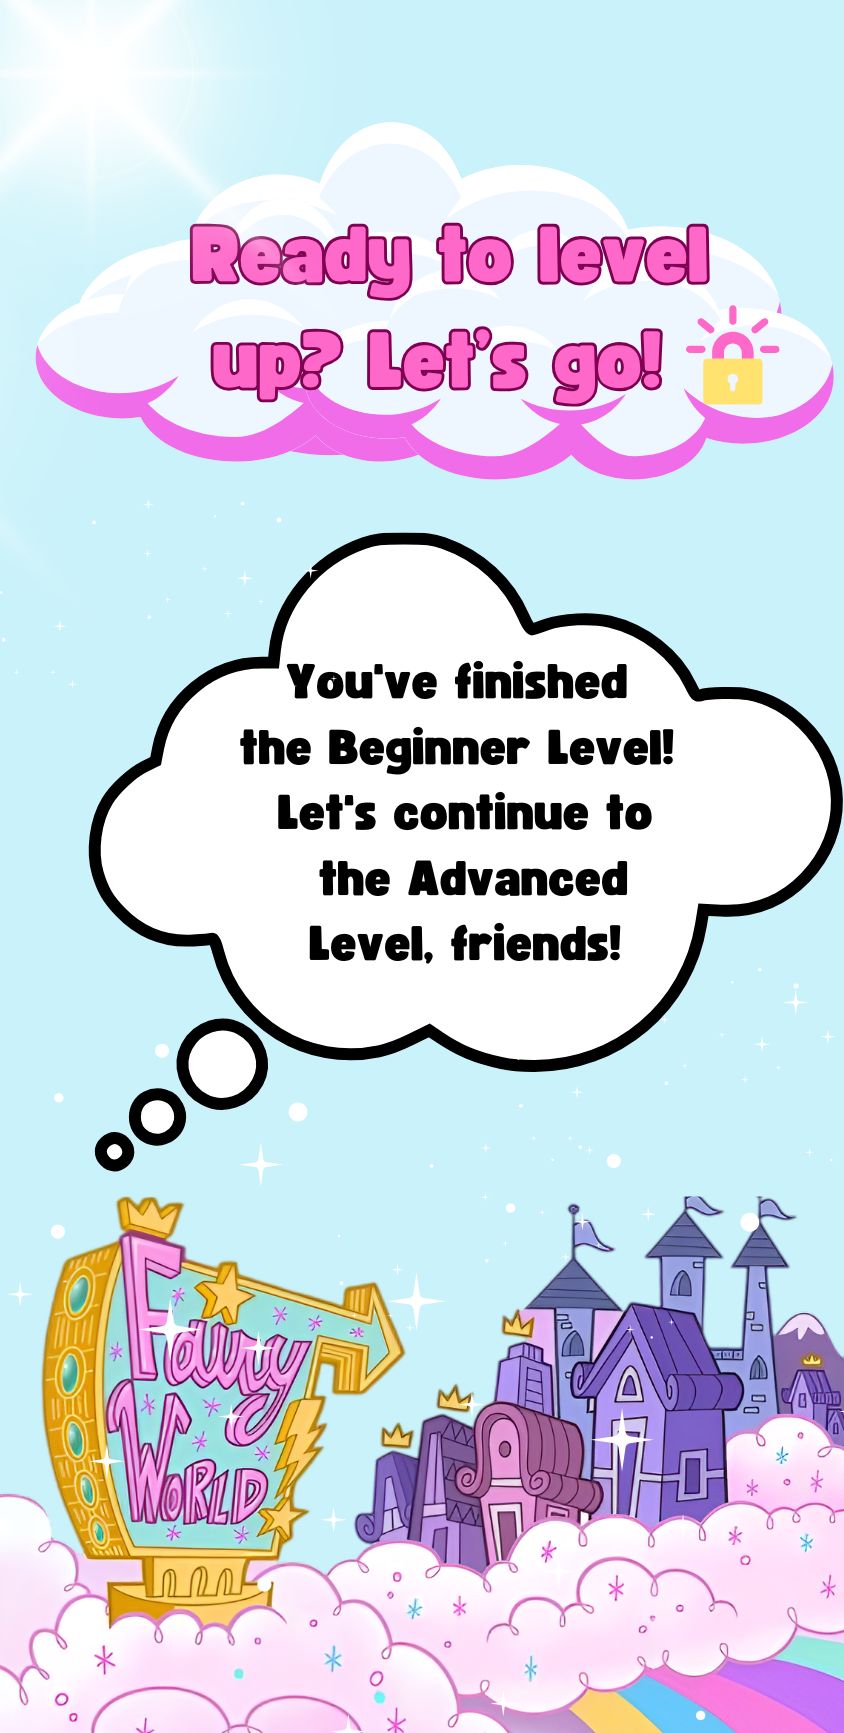 Ready to level
up? Let's go!
You've finished
the Beginner Level!
Let's continue to
the Advanced
Level, friends!
Fairy
World